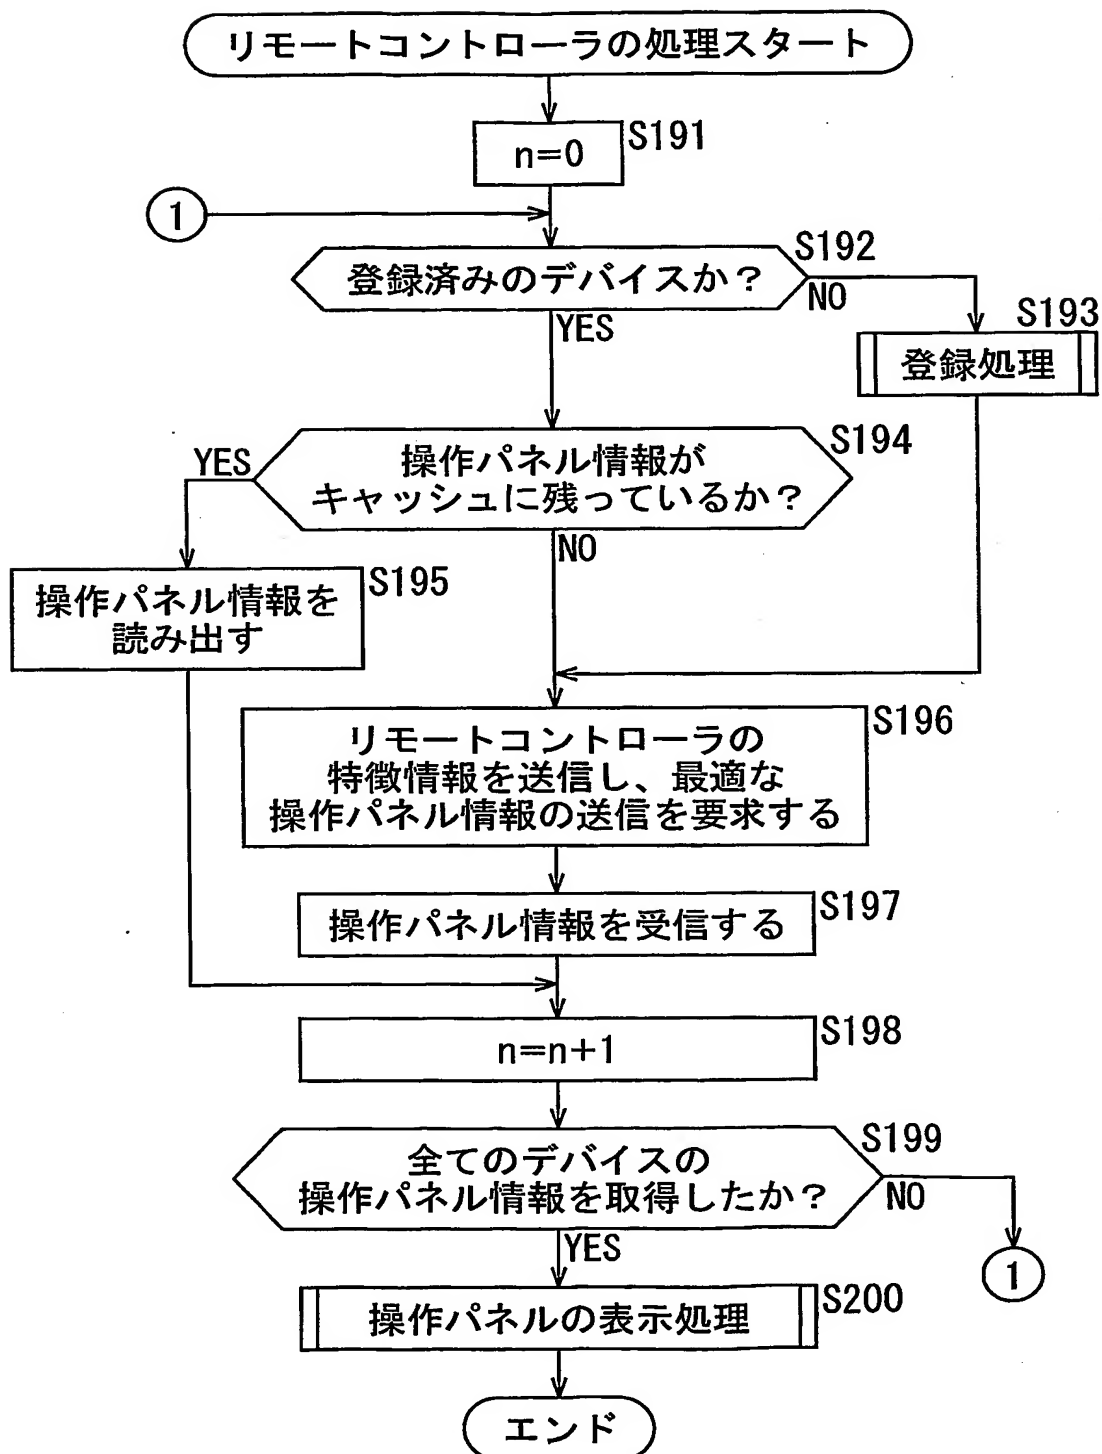 リモートコントローラの処理スタート
S191
n=0
1
S192
登録済みのデバイスか？
NO
YES
S193
登録処理
S194
YES
操作パネル情報が
キャッシュに残っているか？
NO
S195
操作パネル情報を
読み出す
S196
リモートコントローラの
特徴情報を送信し、最適な
操作パネル情報の送信を要求する
S197
操作パネル情報を受信する
S198
n=n+1
S199
全てのデバイスの
操作パネル情報を取得したか？
NO
YES
1
S200
操作パネルの表示処理
エンド